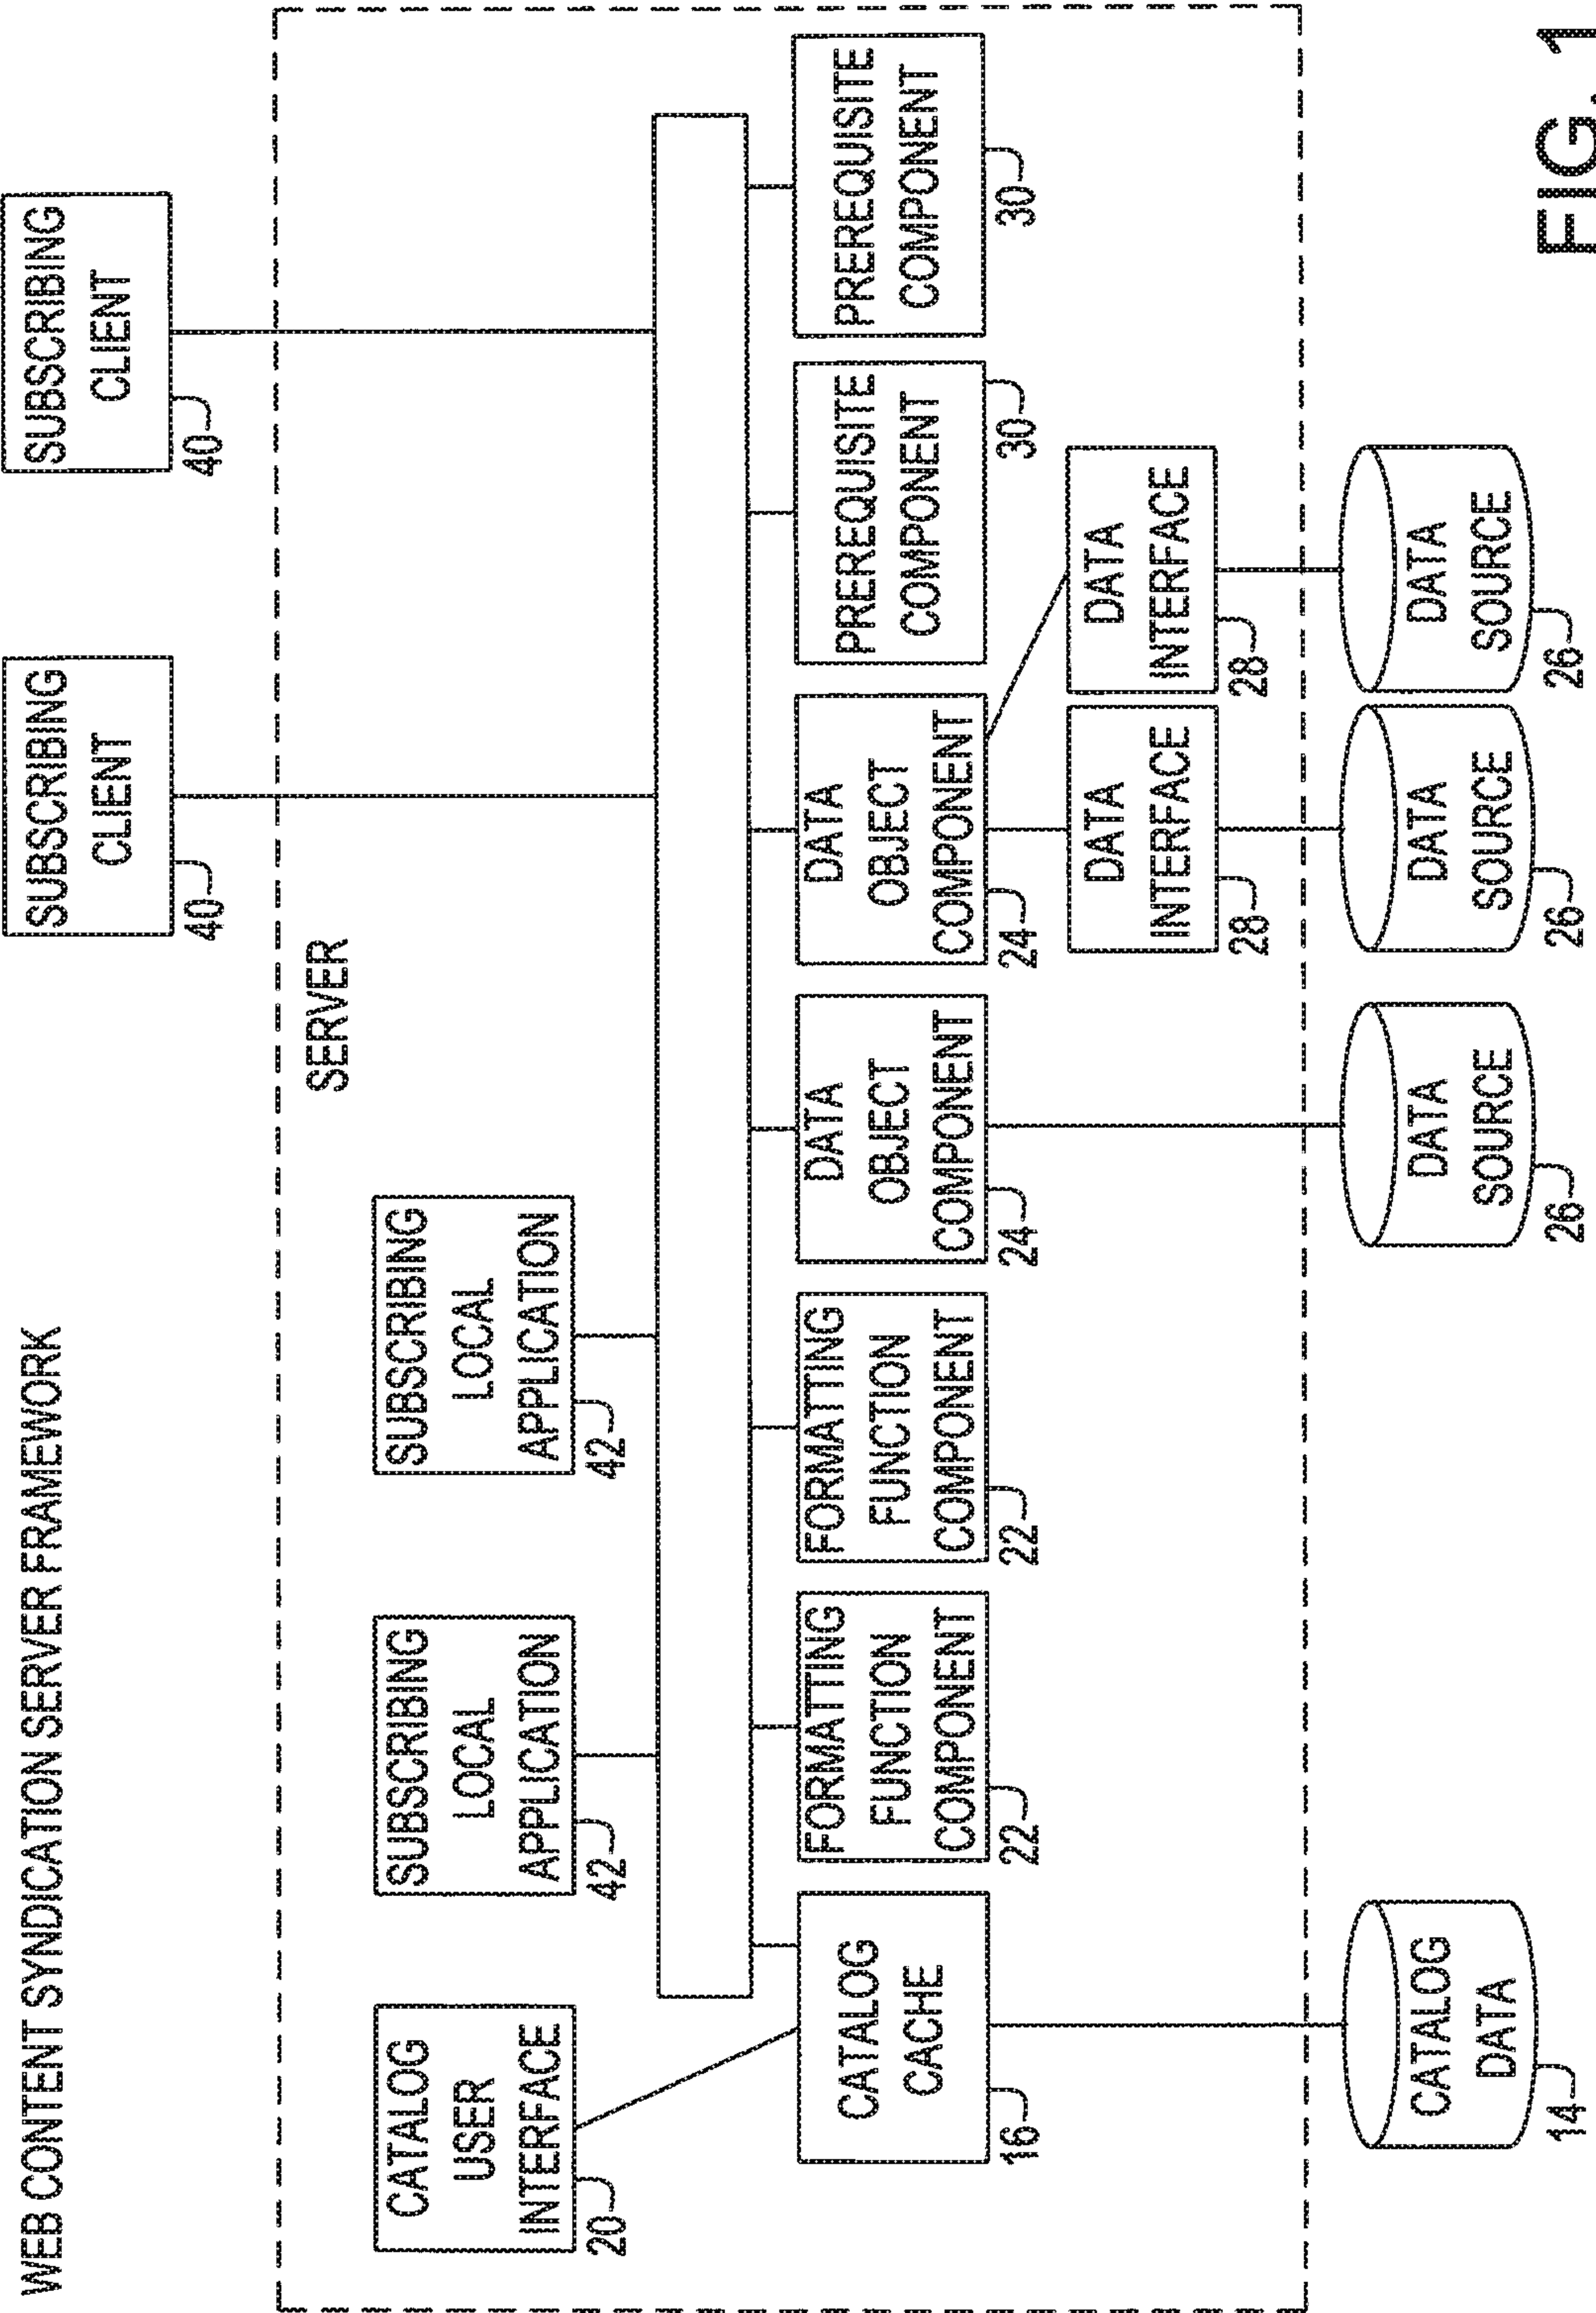 WEB CONTENT SYNDICATION SERVER FRAMEWORK
SUBSCRIBING
CLIENT
40
SUBSCRIBING
CLIENT
40
SERVER
CATALOG
USER
INTERFACE
20
SUBSCRIBING
LOCAL
APPLICATION
42
SUBSCRIBING
LOCAL
APPLICATION
42
CATALOG
CACHE
16
FORMATTING
FUNCTION
COMPONENT
22
FORMATTING
FUNCTION
COMPONENT
22
DATA
OBJECT
COMPONENT
24
DATA
OBJECT
COMPONENT
24
PREREQUISITE
COMPONENT
30
PREREQUISITE
COMPONENT
30
DATA
INTERFACE
28
DATA
INTERFACE
28
CATALOG
DATA
14
DATA
SOURCE
26
DATA
SOURCE
26
DATA
SOURCE
26
FIG. 1